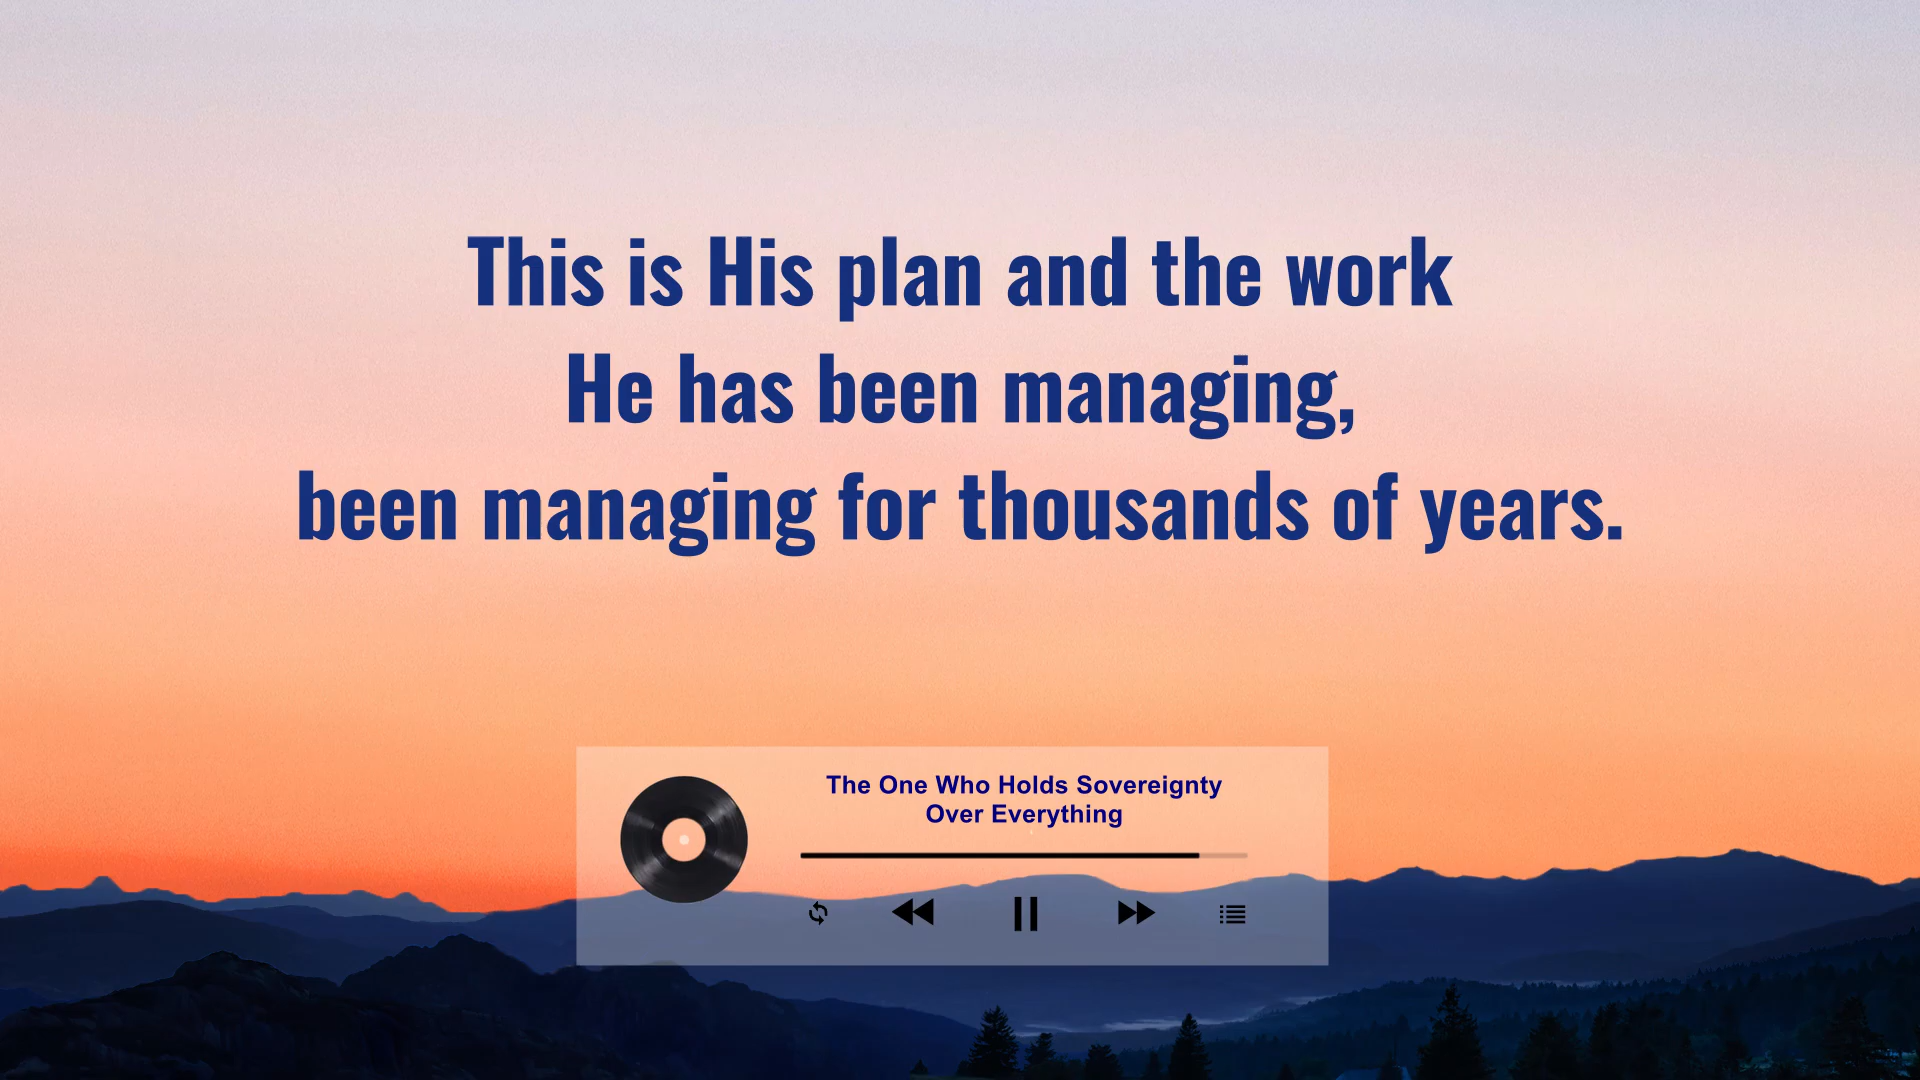 This is His plan and the work
He has been managing,
been managing for thousands of years.
The One Who Holds Sovereignty
Over Everything